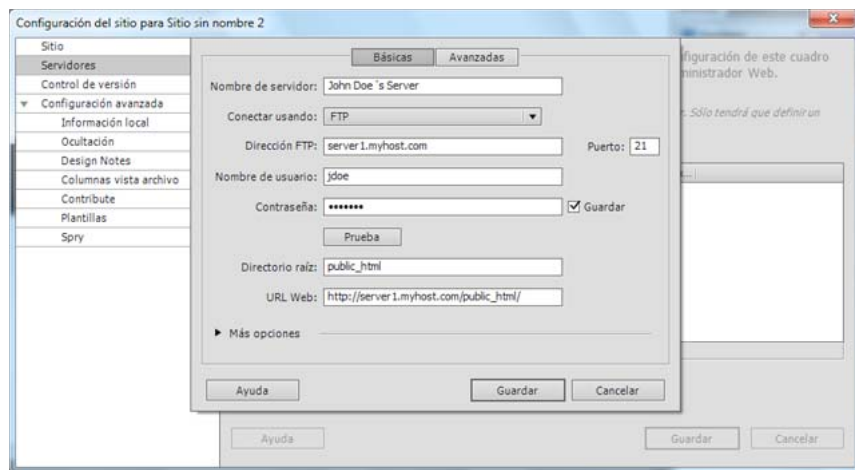 Configuración del sitio para Sitio sin nombre 2
Sitio
Servidores
Control de versión
Configuración avanzada
Información local
Ocultación
Design Notes
Columnas vista archivo
Contribute
Plantillas
Spry
Básicas
Avanzadas
Nombre de servidor: John Doe ´s Server
Conectar usando: FTP
Dirección FTP: server1.myhost.com Puerto: 21
Nombre de usuario: jdoe
Contraseña: ••••••• Guardar
Prueba
Directorio raíz: public_html
URL Web: http://server1.myhost.com/public_html/
Más opciones
Ayuda Guardar Cancelar
figuración de este cuadro
ministrador Web.
Sólo tendrá que definir un
Ayuda Guardar Cancelar